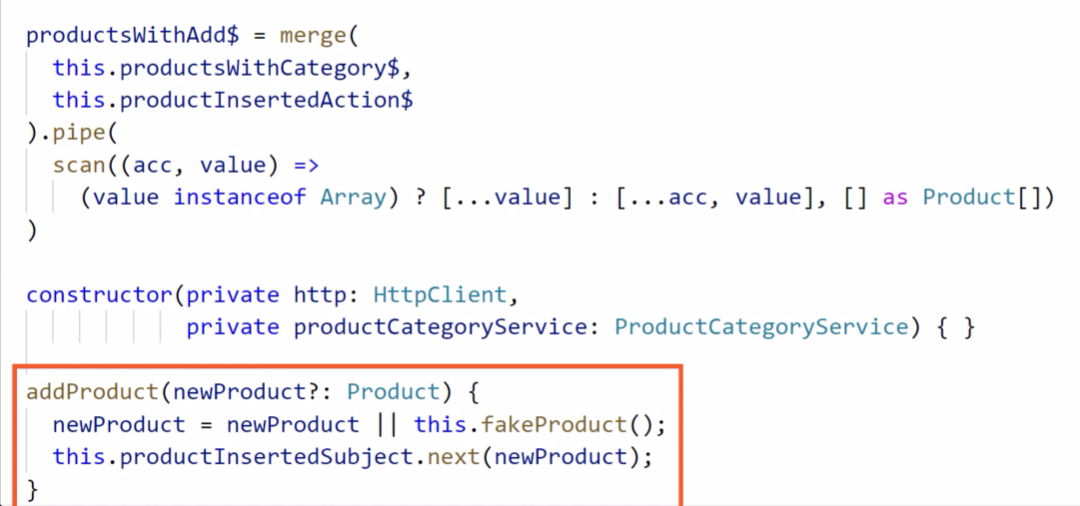 productsWithAdd$ = merge(
  this.productsWithCategory$,
  this.productInsertedAction$
).pipe(
  scan((acc, value) =>
    (value instanceof Array) ? [...value] : [...acc, value], [] as Product[])
)
constructor(private http: HttpClient,
            private productCategoryService: ProductCategoryService) { }
addProduct(newProduct?: Product) {
  newProduct = newProduct || this.fakeProduct();
  this.productInsertedSubject.next(newProduct);
}